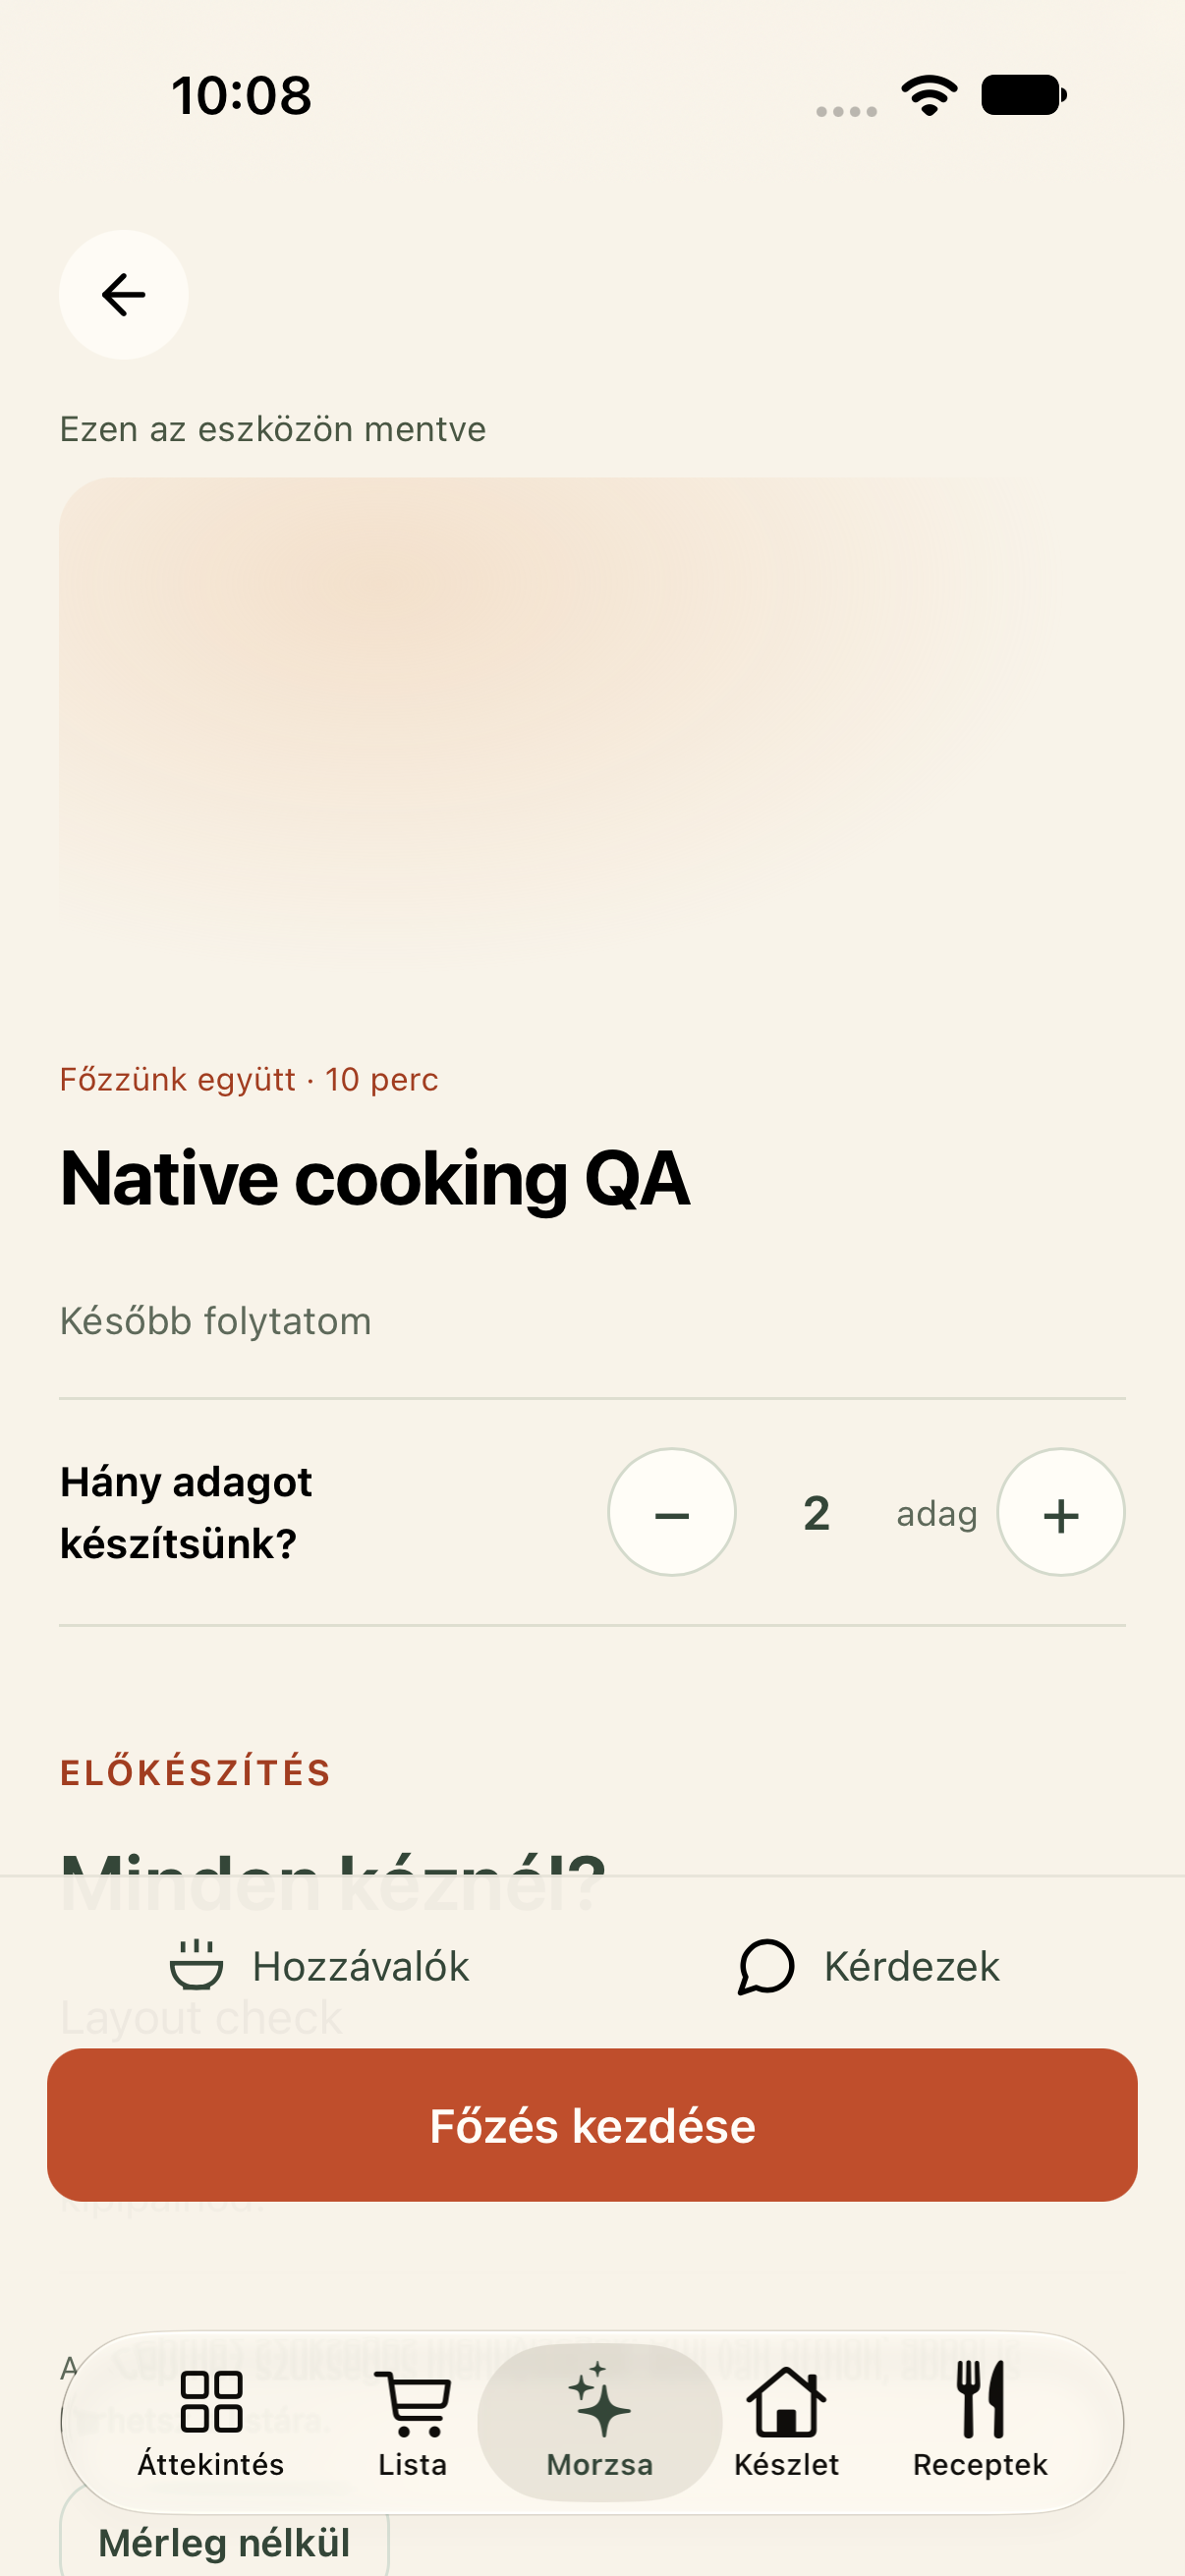 10:08
Ezen az eszközön mentve
Főzzünk együtt · 10 perc
Native cooking QA
Később folytatom
Hány adagot
készítsünk?
− 2 adag +
ELŐKÉSZÍTÉS
Minden kéznél?
Hozzávalók
Kérdezek
Layout check
Főzés kezdése
kipipálhod.
Áttekintés
Lista
Morzsa
Készlet
Receptek
Mérleg nélkül